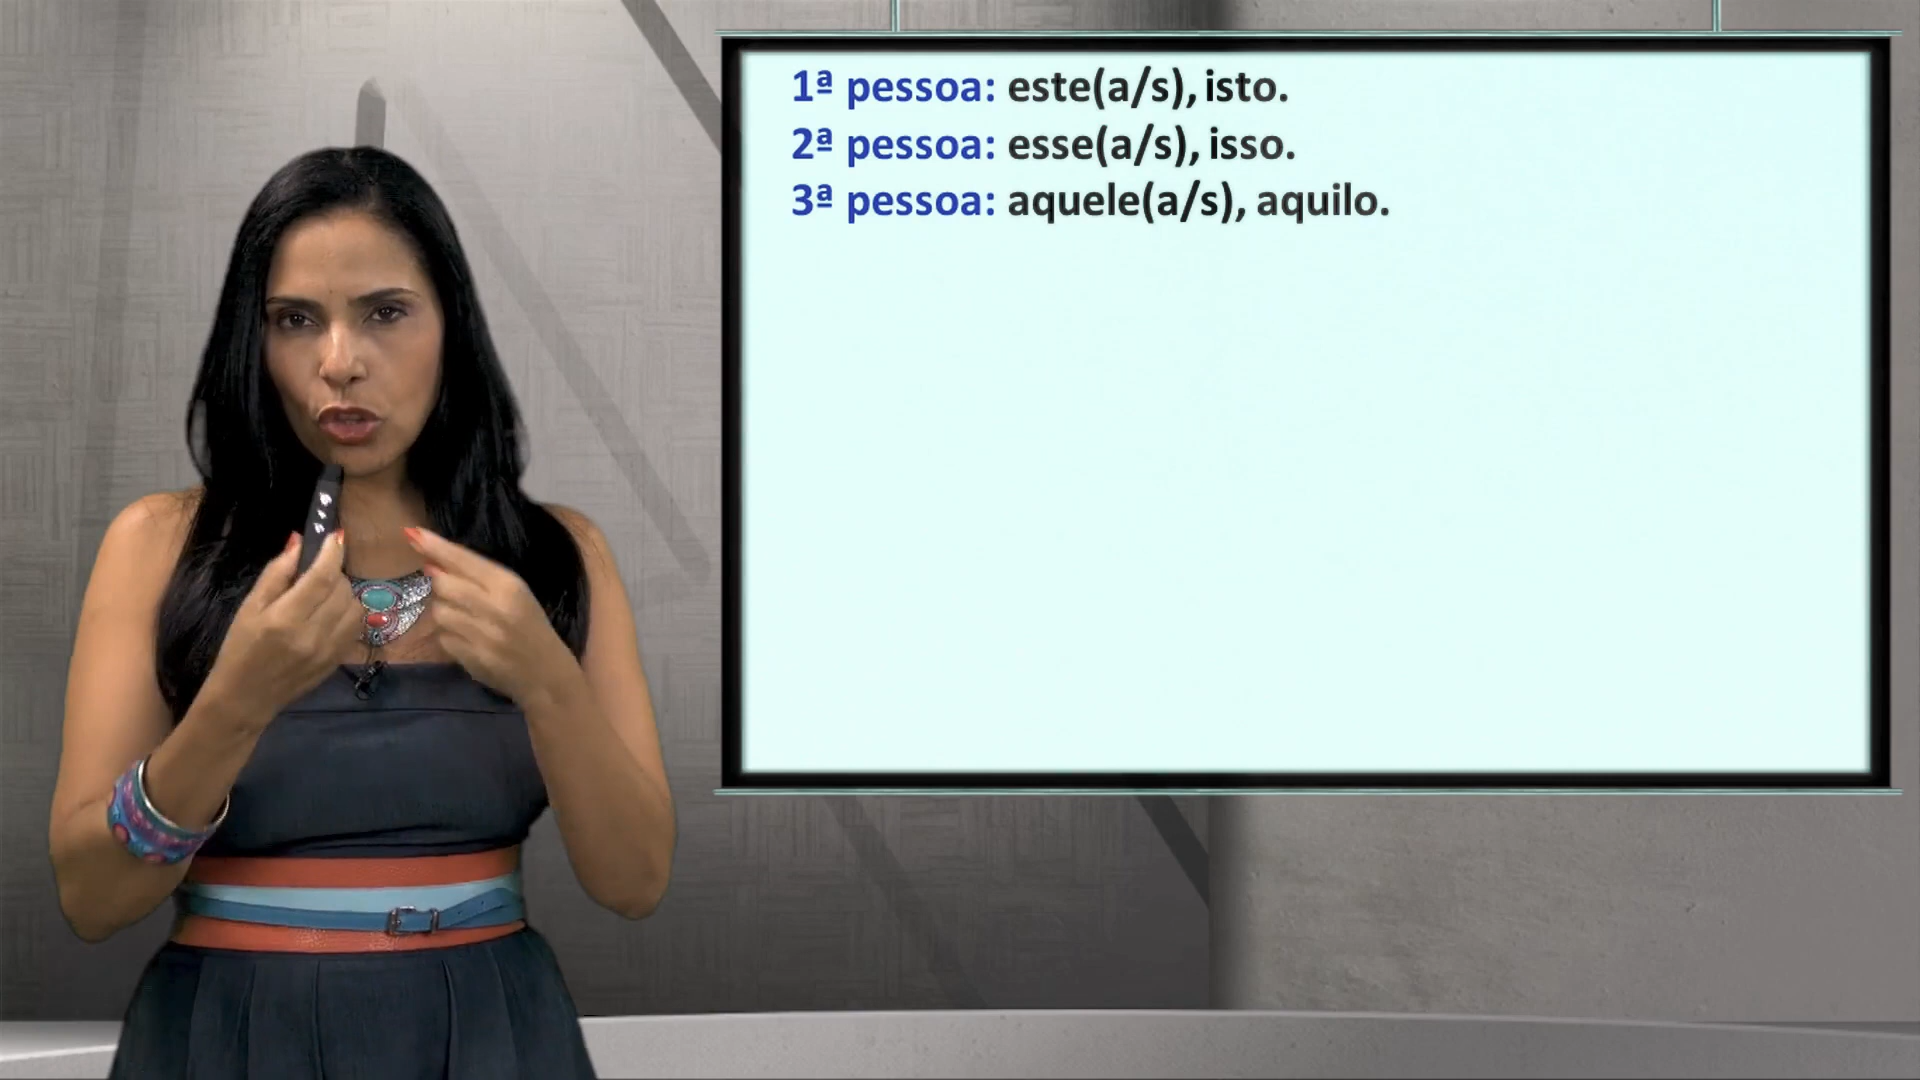 1ª pessoa: este(a/s), isto.
2ª pessoa: esse(a/s), isso.
3ª pessoa: aquele(a/s), aquilo.